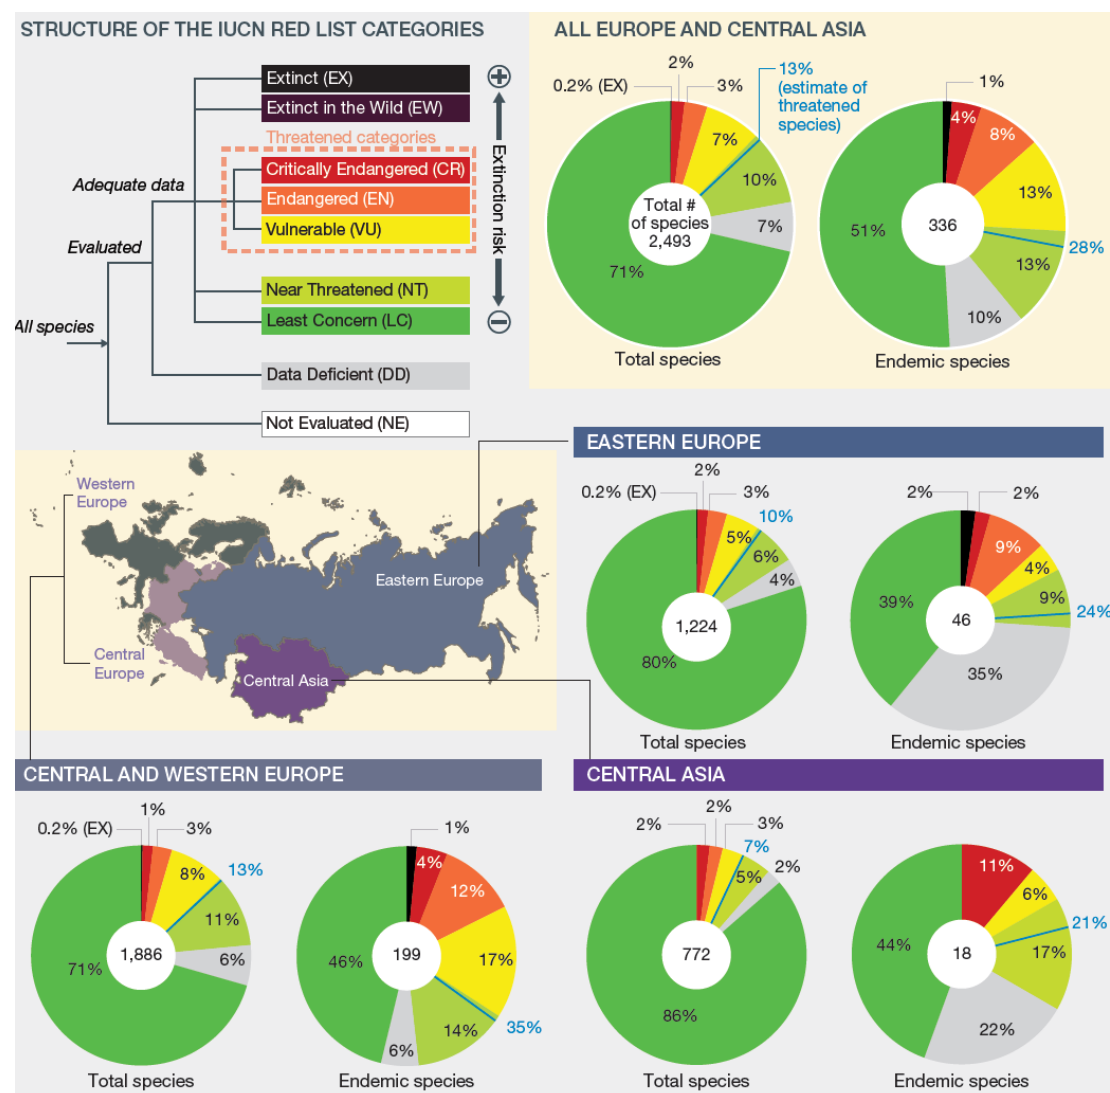 STRUCTURE OF THE IUCN RED LIST CATEGORIES
Extinct (EX)
Extinct in the Wild (EW)
Threatened categories
Critically Endangered (CR)
Endangered (EN)
Vulnerable (VU)
Near Threatened (NT)
Least Concern (LC)
Data Deficient (DD)
Not Evaluated (NE)
Adequate data
Evaluated
All species
+
Extinction risk
−
ALL EUROPE AND CENTRAL ASIA
0.2% (EX)
2%
3%
13%
(estimate of
threatened
species)
7%
10%
7%
71%
Total #
of species
2,493
Total species
1%
4%
8%
13%
28%
13%
10%
51%
336
Endemic species
Western
Europe
Eastern Europe
Central
Europe
Central Asia
EASTERN EUROPE
0.2% (EX)
2%
3%
10%
5%
6%
4%
80%
1,224
Total species
2%
2%
9%
4%
9%
24%
35%
39%
46
Endemic species
CENTRAL AND WESTERN EUROPE
0.2% (EX)
1%
3%
8%
13%
11%
6%
71%
1,886
Total species
1%
4%
12%
17%
35%
14%
6%
46%
199
Endemic species
CENTRAL ASIA
2%
2%
3%
7%
5%
2%
86%
772
Total species
11%
6%
21%
17%
22%
44%
18
Endemic species